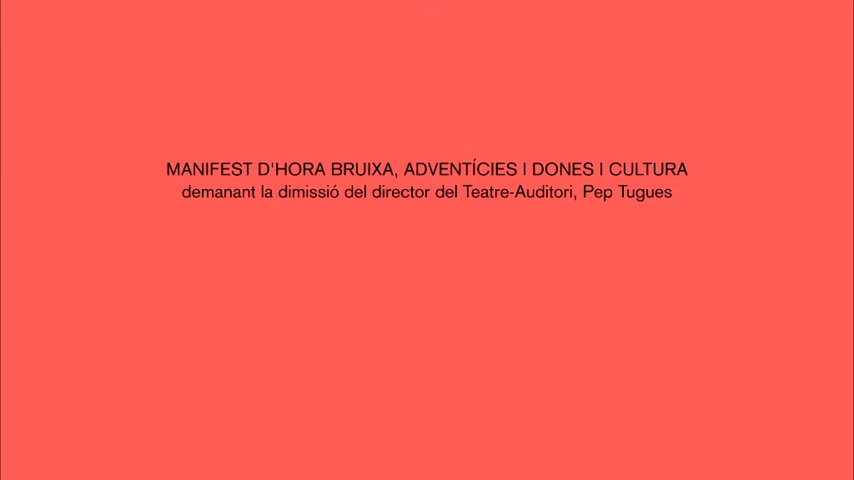 MANIFEST D'HORA BRUIXA, ADVENTÍCIES I DONES I CULTURA
demanant la dimissió del director del Teatre-Auditori, Pep Tugues